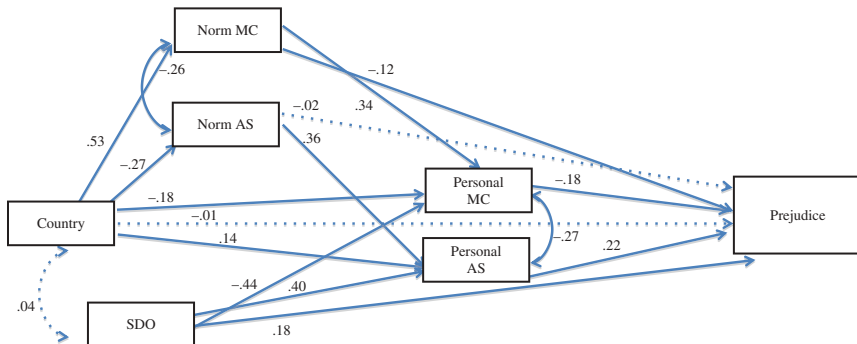 Norm MC
–.26
–.12
–.02
.34
Norm AS
.53
.36
–.27
Personal
MC
–.18
–.18
Prejudice
Country
–.01
.14
Personal
AS
–.27
.22
–.44
.40
.04
SDO
.18